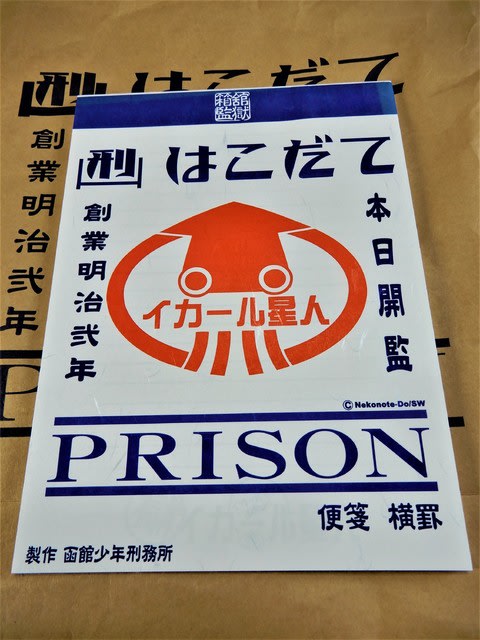 箱館監獄
刑 はこだて
創業明治弐年
本日開監
イカール星人
© Nekonote-Do/SW
PRISON
便箋 横罫
製作 函館少年刑務所
刑 はこだて
創業明治弐年
P